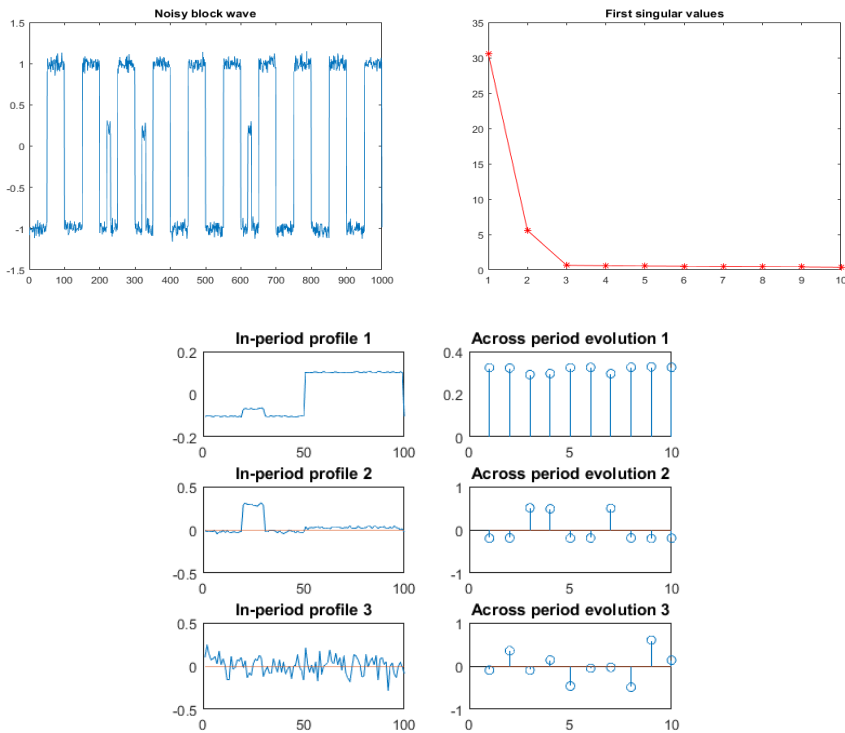 Noisy block wave
1.5
1
0.5
0
-0.5
-1
-1.5
0 100 200 300 400 500 600 700 800 900 1000
First singular values
35
30
25
20
15
10
5
0
1 2 3 4 5 6 7 8 9 10
In-period profile 1
0.2
0
-0.2
0 50 100
Across period evolution 1
0.4
0.2
0
0 5 10
In-period profile 2
0.5
0
-0.5
0 50 100
Across period evolution 2
1
0
-1
0 5 10
In-period profile 3
0.5
0
-0.5
0 50 100
Across period evolution 3
1
0
-1
0 5 10